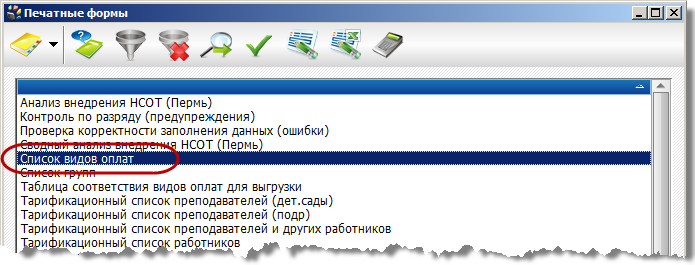 Печатные формы
Анализ внедрения НСОТ (Пермь)
Контроль по разряду (предупреждения)
Проверка корректности заполнения данных (ошибки)
Сводный анализ внедрения НСОТ (Пермь)
Список видов оплат
Список групп
Таблица соответствия видов оплат для выгрузки
Тарификационный список преподавателей (дет.сады)
Тарификационный список преподавателей (подр)
Тарификационный список преподавателей и других работников
Тарификационный список работников